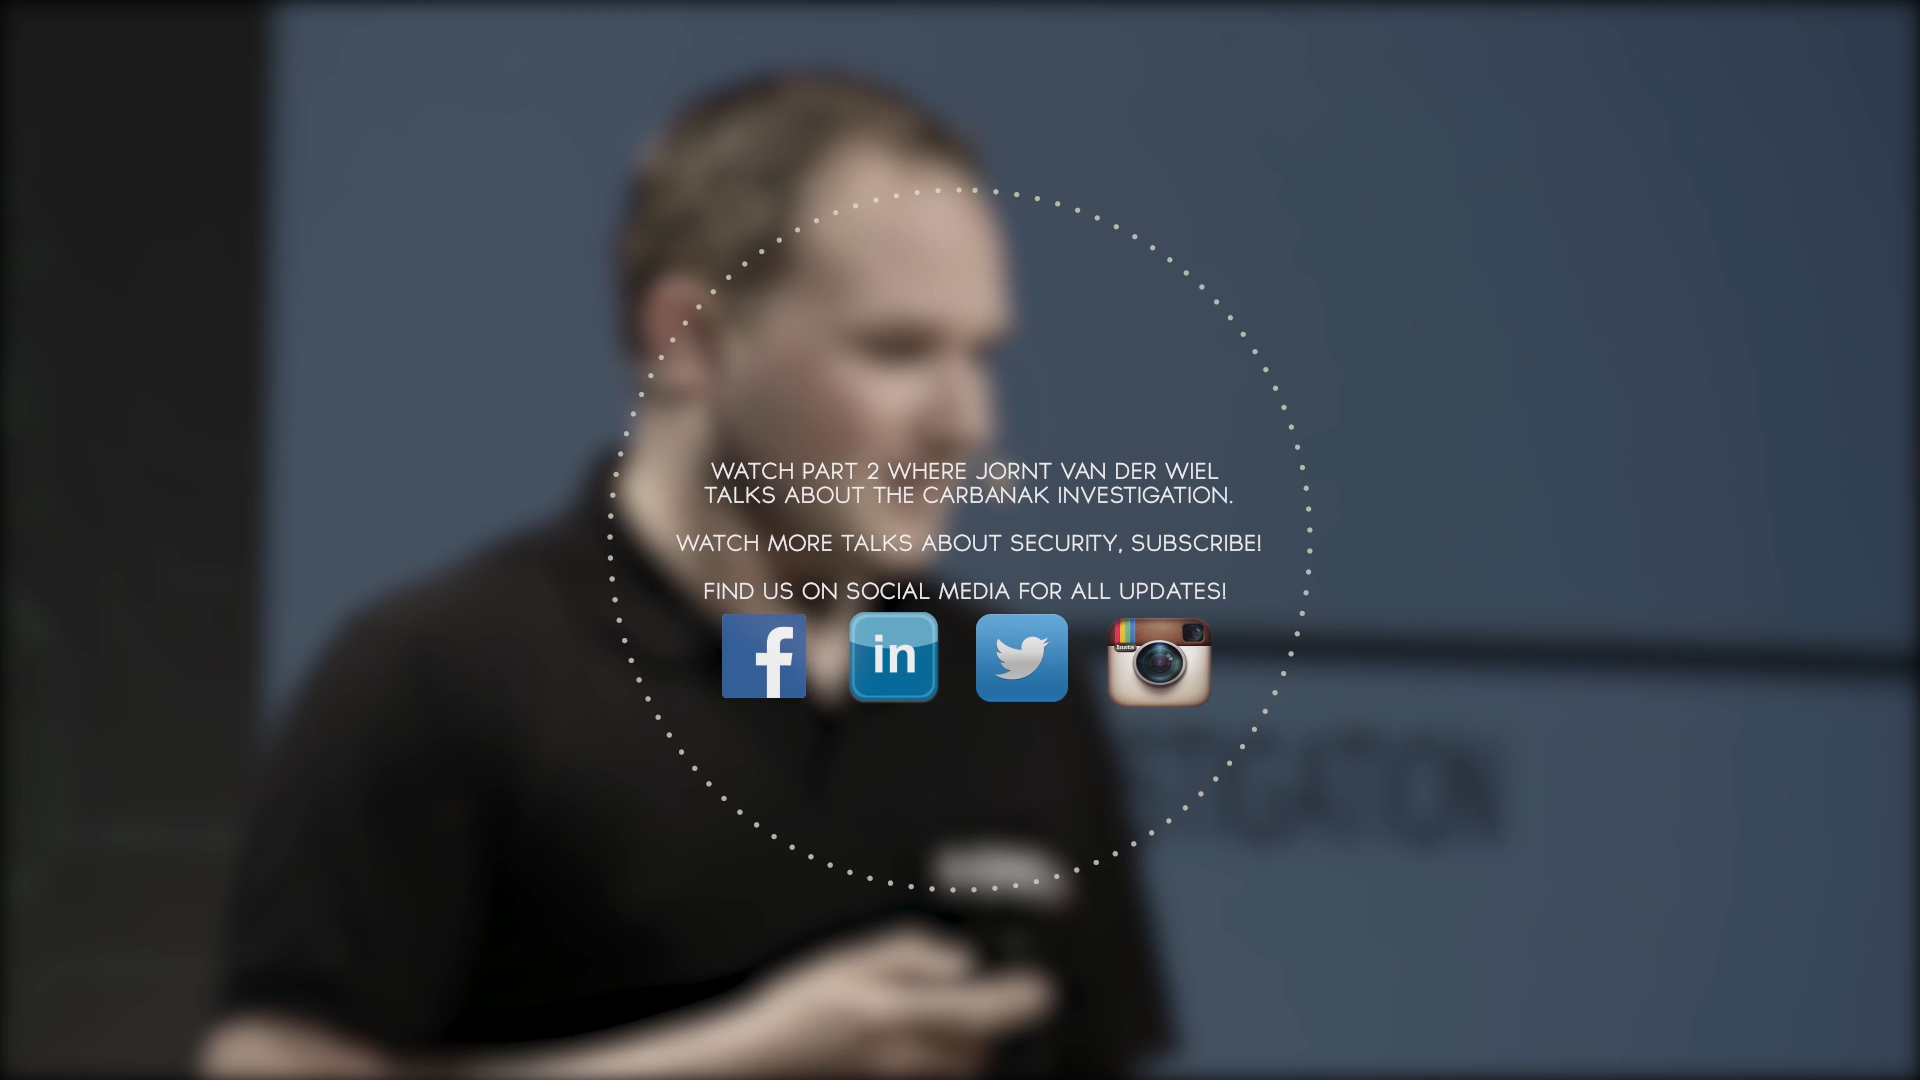 WATCH PART 2 WHERE JORNT VAN DER WIEL
TALKS ABOUT THE CARBANAK INVESTIGATION.
WATCH MORE TALKS ABOUT SECURITY, SUBSCRIBE!
FIND US ON SOCIAL MEDIA FOR ALL UPDATES!
f in Insta